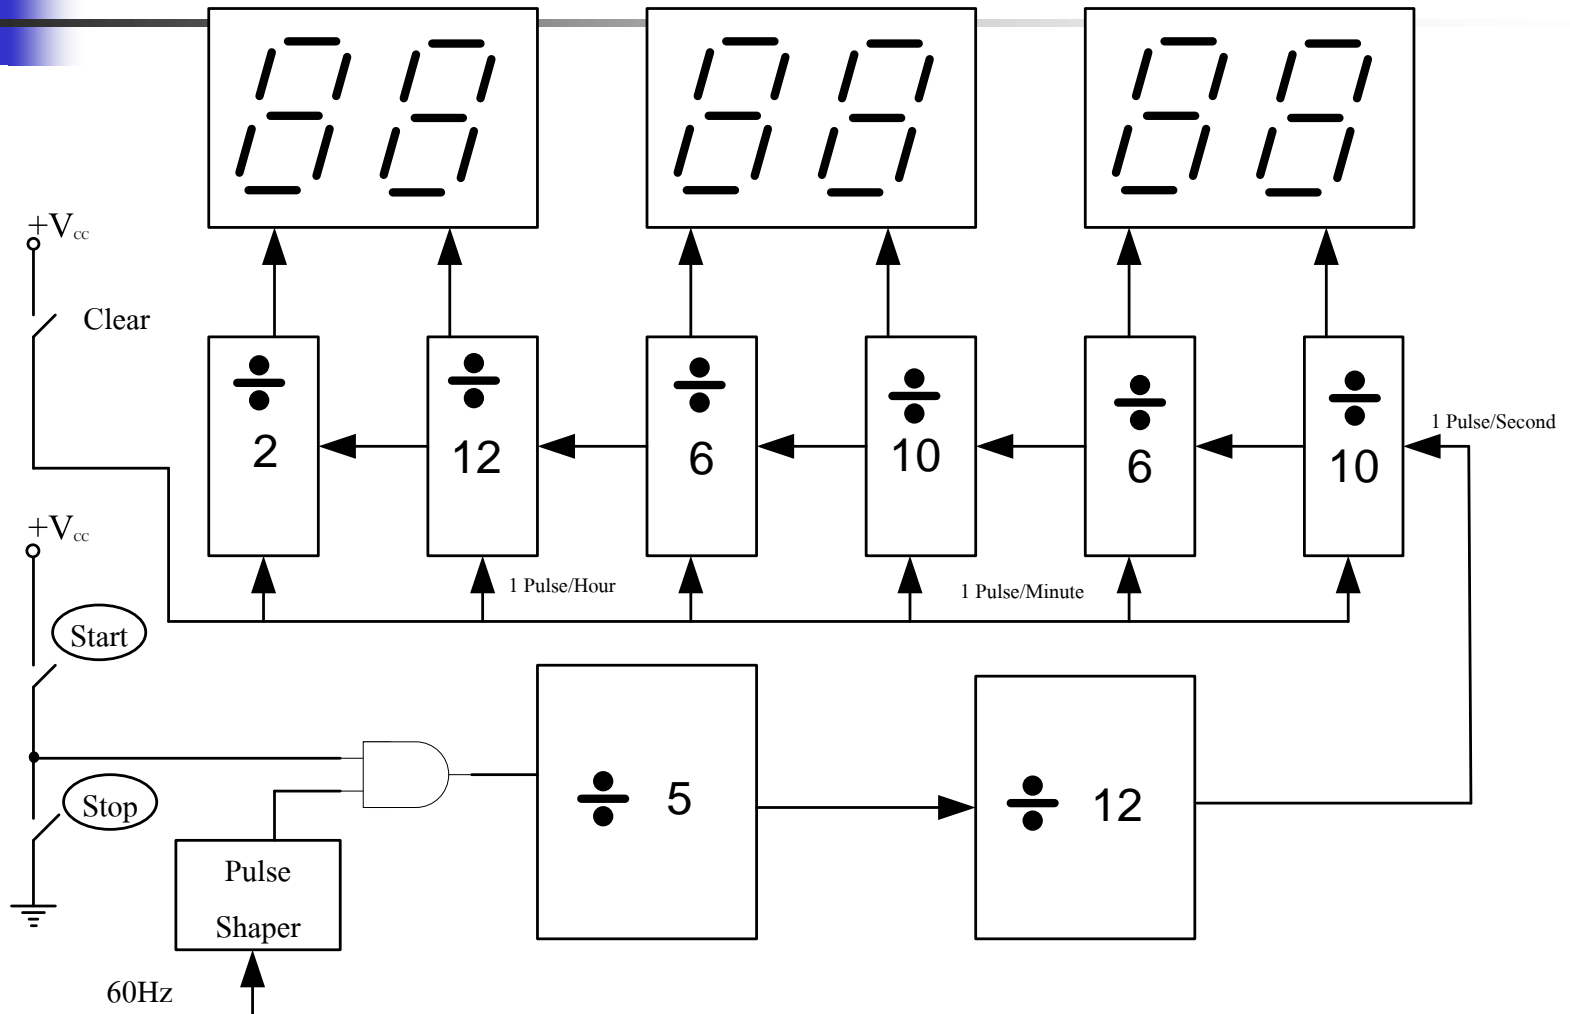 +Vcc
Clear
÷ ÷ ÷ ÷ ÷ ÷
2 12 6 10 6 10
1 Pulse/Second
+Vcc
1 Pulse/Hour
1 Pulse/Minute
Start
Stop
÷ 5
÷ 12
Pulse
Shaper
60Hz